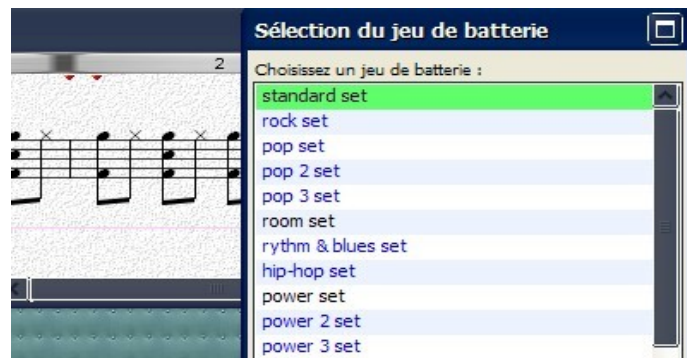 Sélection du jeu de batterie
2
Choisissez un jeu de batterie :
standard set
rock set
pop set
pop 2 set
pop 3 set
room set
rythm & blues set
hip-hop set
power set
power 2 set
power 3 set